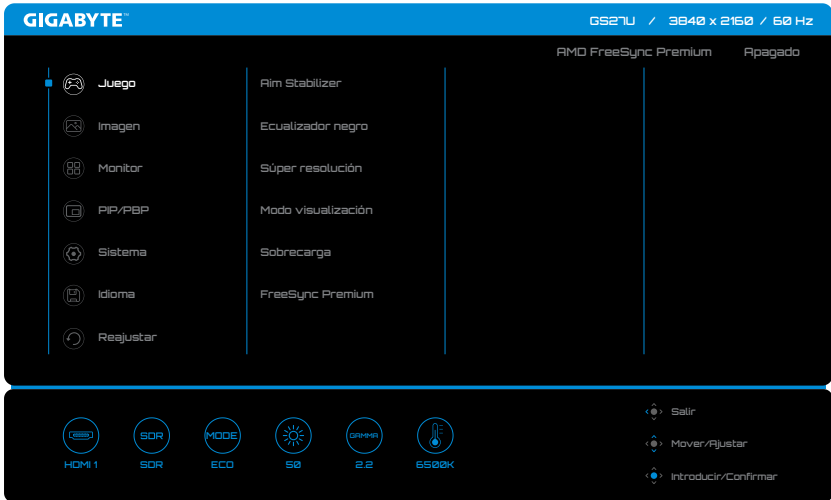 GIGABYTE™
GS27U / 3840 x 2160 / 60 Hz
AMD FreeSync Premium Apagado
Juego
Imagen
Monitor
PIP/PBP
Sistema
Idioma
Reajustar
Aim Stabilizer
Ecualizador negro
Súper resolución
Modo visualización
Sobrecarga
FreeSync Premium
HDMI 1
SDR
SDR
MODE
ECO
50
GAMMA
2.2
6500K
Salir
Mover/Ajustar
Introducir/Confirmar